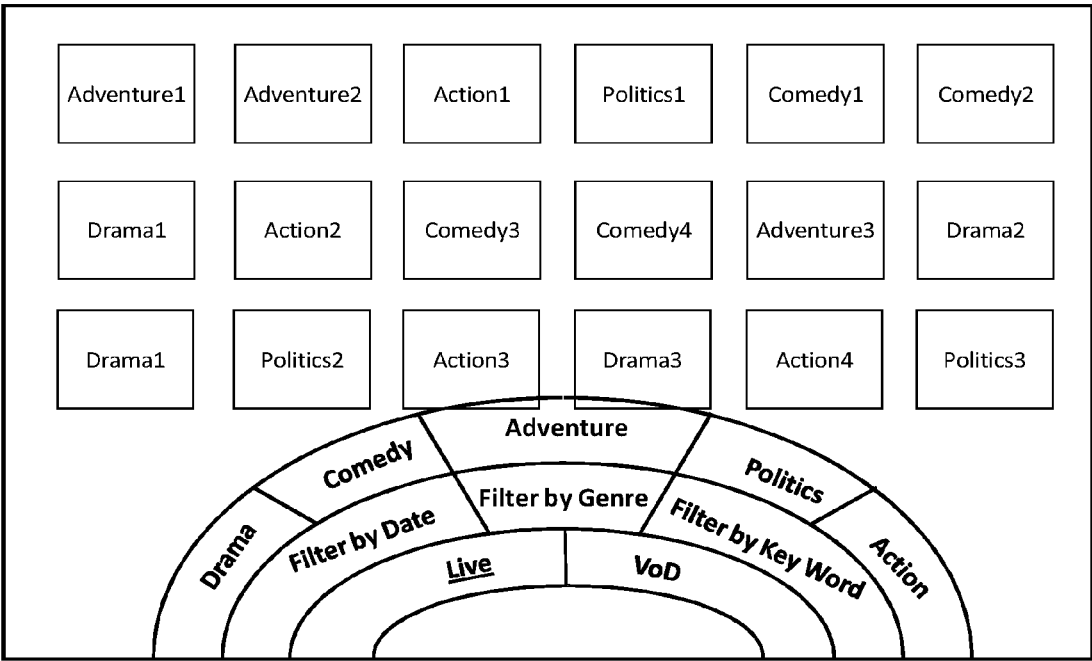 Adventure1 Adventure2 Action1 Politics1 Comedy1 Comedy2
Drama1 Action2 Comedy3 Comedy4 Adventure3 Drama2
Drama1 Politics2 Action3 Drama3 Action4 Politics3
Drama Comedy Adventure Politics Action
Filter by Date Filter by Genre Filter by Key Word
Live VoD